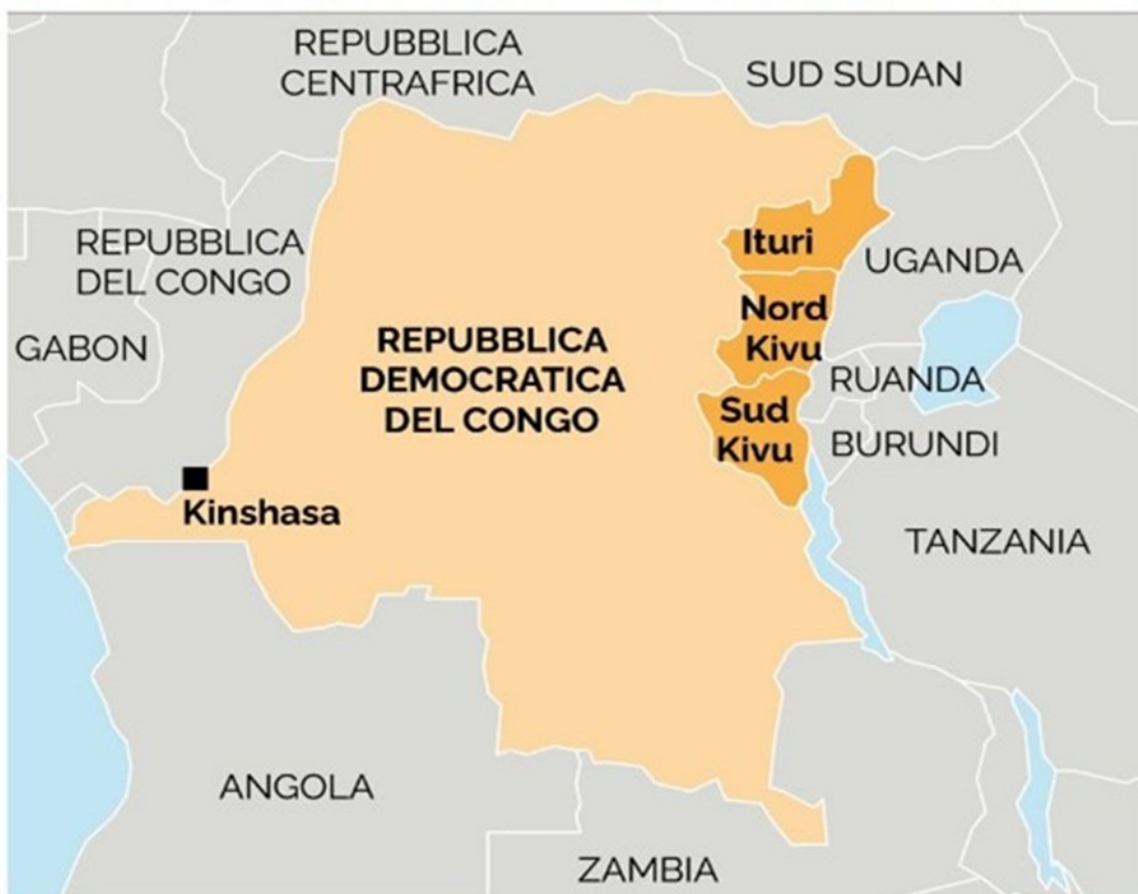 REPUBBLICA
CENTRAFRICA
SUD SUDAN
REPUBBLICA
DEL CONGO
Ituri
UGANDA
Nord
Kivu
GABON
REPUBBLICA
DEMOCRATICA
DEL CONGO
RUANDA
Sud
Kivu
BURUNDI
Kinshasa
TANZANIA
ANGOLA
ZAMBIA